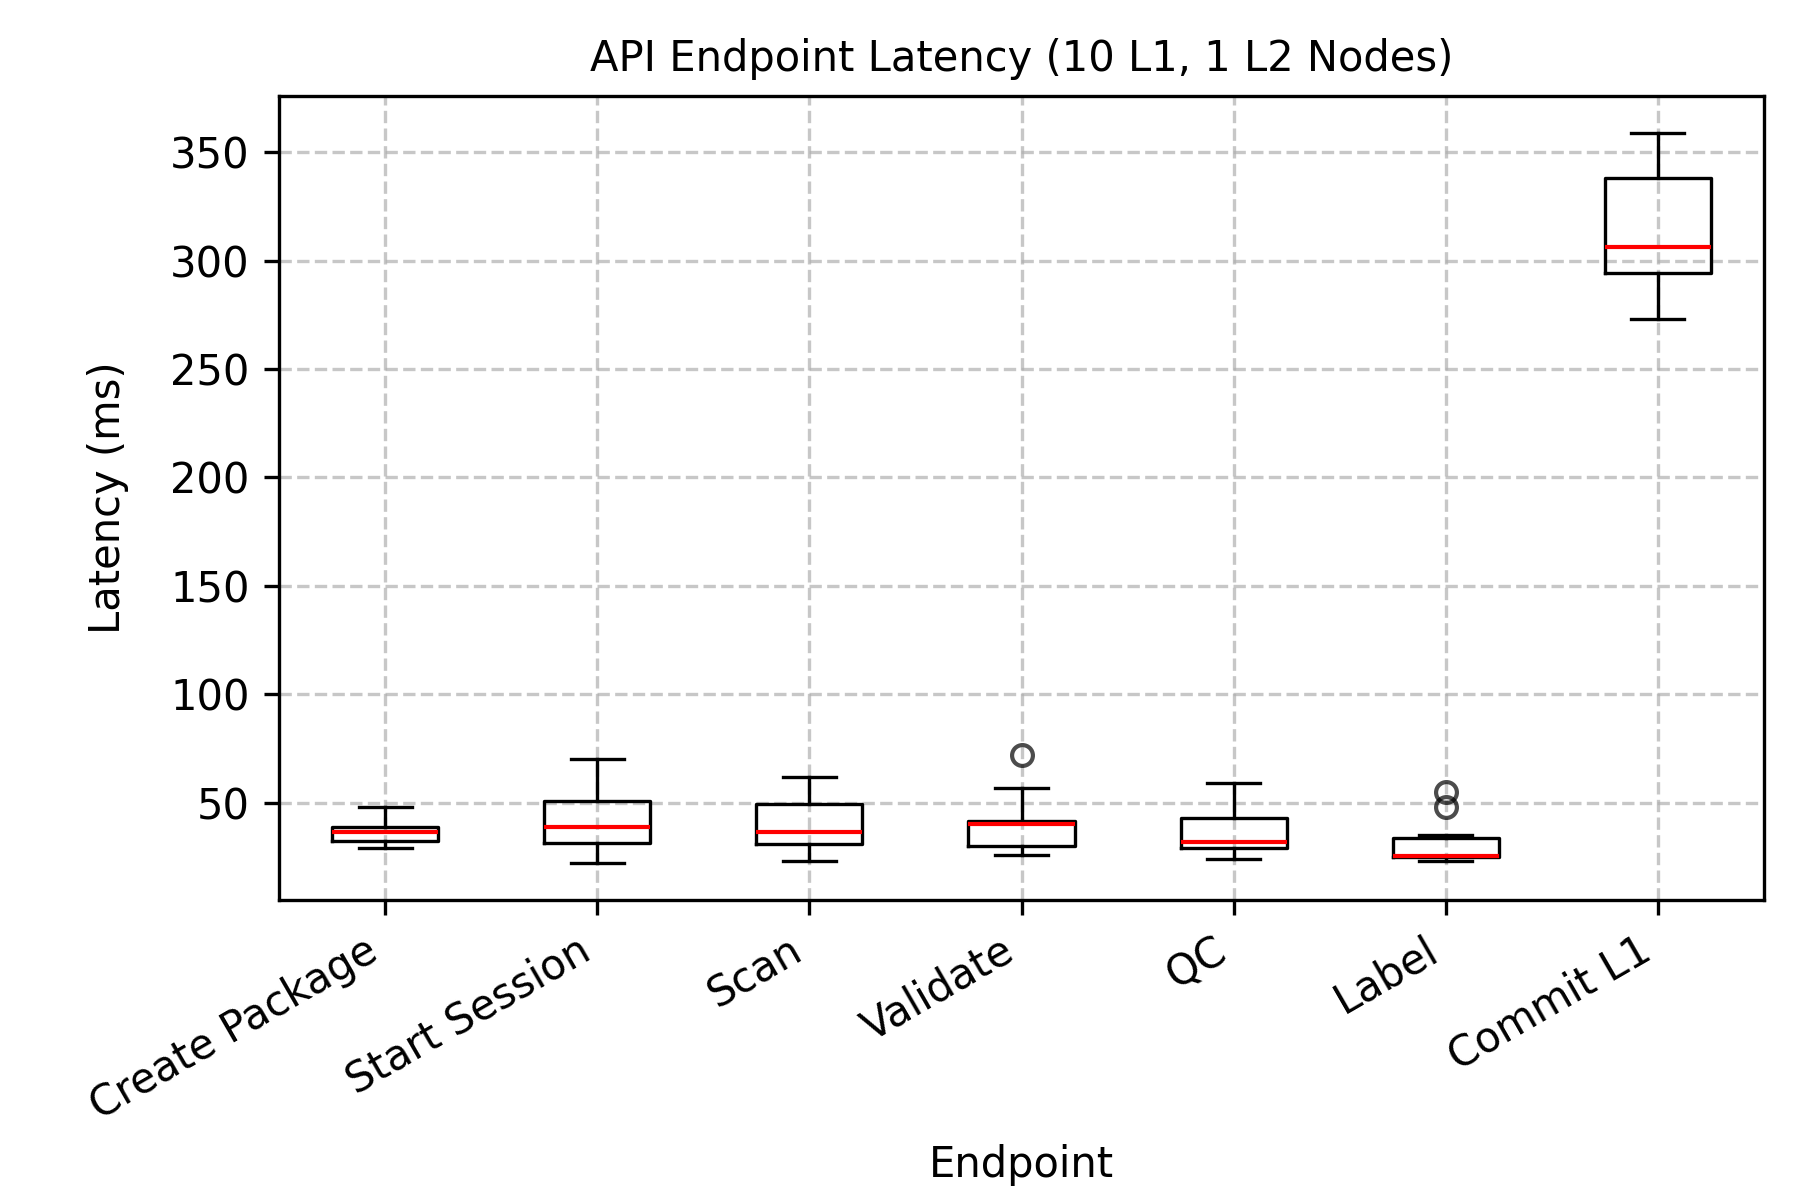 API Endpoint Latency (10 L1, 1 L2 Nodes)
Latency (ms)
350
300
250
200
150
100
50
Create Package
Start Session
Scan
Validate
QC
Label
Commit L1
Endpoint